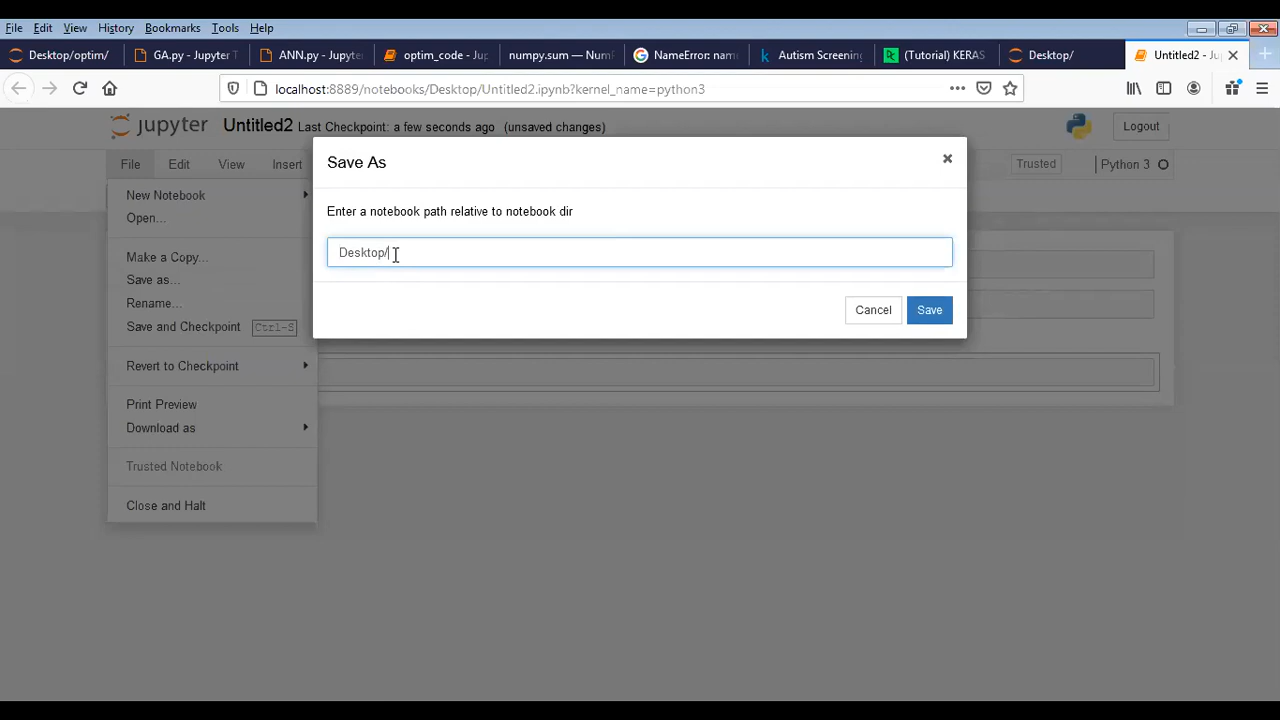 File Edit View History Bookmarks Tools Help
Desktop/optim/ GA.py - Jupyter T ANN.py - Jupyte optim_code - Jup numpy.sum — Num NameError: nam Autism Screening (Tutorial) KERAS Desktop/ Untitled2 - Ju
localhost:8889/notebooks/Desktop/Untitled2.ipynb?kernel_name=python3
jupyter Untitled2 Last Checkpoint: a few seconds ago (unsaved changes) Logout
File Edit View Insert Trusted Python 3
Save As
Enter a notebook path relative to notebook dir
Desktop/
Cancel Save
New Notebook
Open...
Make a Copy...
Save as...
Rename...
Save and Checkpoint Ctrl-S
Revert to Checkpoint
Print Preview
Download as
Trusted Notebook
Close and Halt